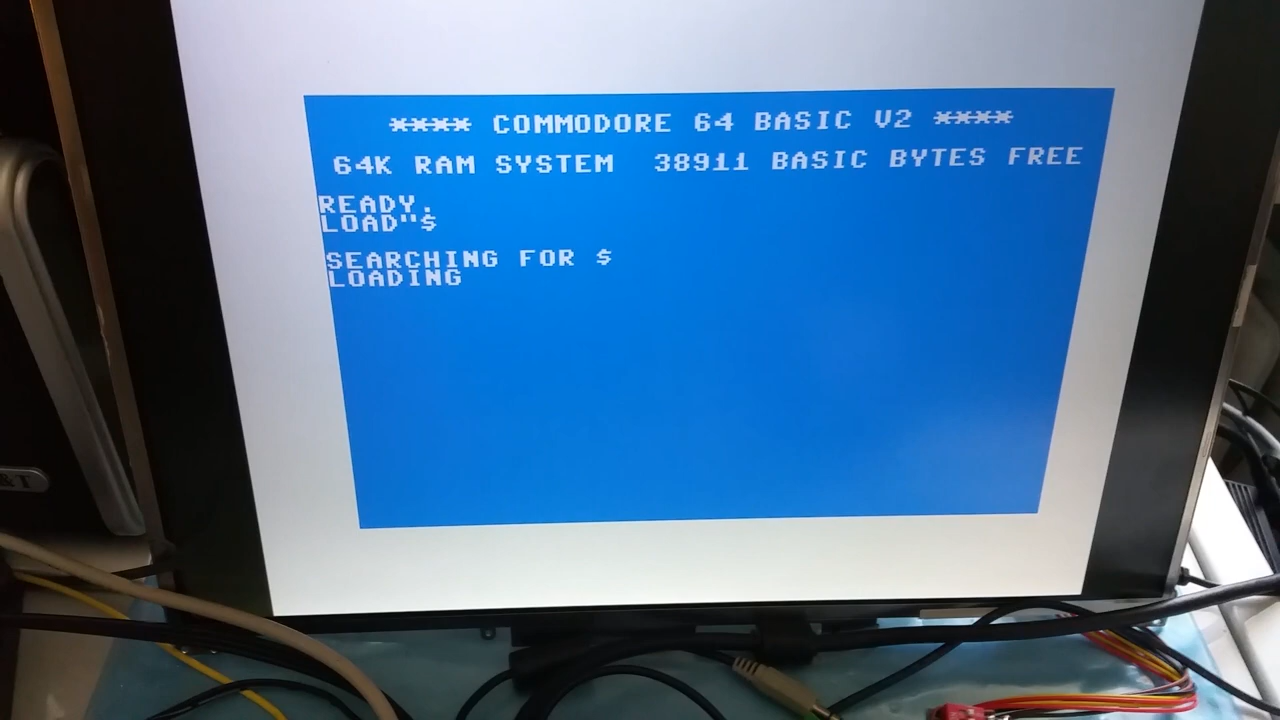 **** COMMODORE 64 BASIC V2 ****
64K RAM SYSTEM  38911 BASIC BYTES FREE
READY.
LOAD"$
SEARCHING FOR $
LOADING
&T